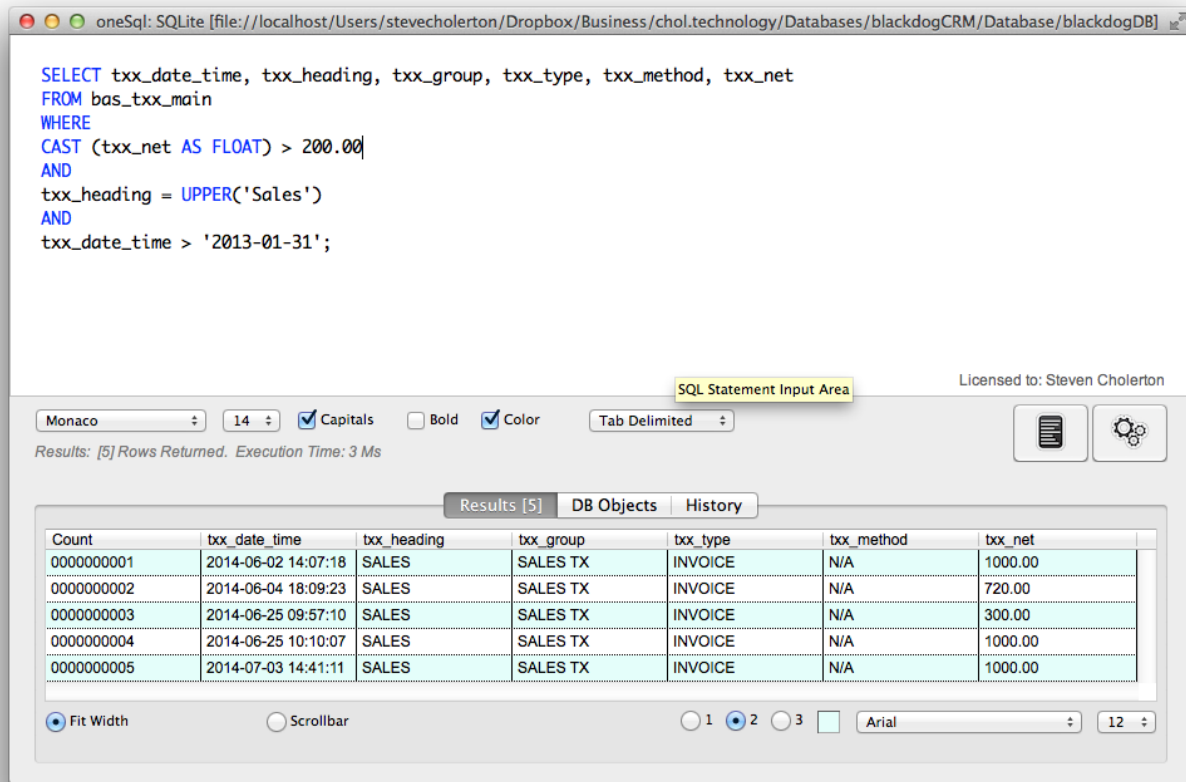 oneSql: SQLite [file://localhost/Users/stevecholerton/Dropbox/Business/chol.technology/Databases/blackdogCRM/Database/blackdogDB]
SELECT txx_date_time, txx_heading, txx_group, txx_type, txx_method, txx_net
FROM bas_txx_main
WHERE
CAST (txx_net AS FLOAT) > 200.00
AND
txx_heading = UPPER('Sales')
AND
txx_date_time > '2013-01-31';
Licensed to: Steven Cholerton
SQL Statement Input Area
Monaco 14 Capitals Bold Color Tab Delimited
Results: [5] Rows Returned. Execution Time: 3 Ms
Results [5] DB Objects History
Count txx_date_time txx_heading txx_group txx_type txx_method txx_net
0000000001 2014-06-02 14:07:18 SALES SALES TX INVOICE N/A 1000.00
0000000002 2014-06-04 18:09:23 SALES SALES TX INVOICE N/A 720.00
0000000003 2014-06-25 09:57:10 SALES SALES TX INVOICE N/A 300.00
0000000004 2014-06-25 10:10:07 SALES SALES TX INVOICE N/A 1000.00
0000000005 2014-07-03 14:41:11 SALES SALES TX INVOICE N/A 1000.00
Fit Width Scrollbar 1 2 3 Arial 12